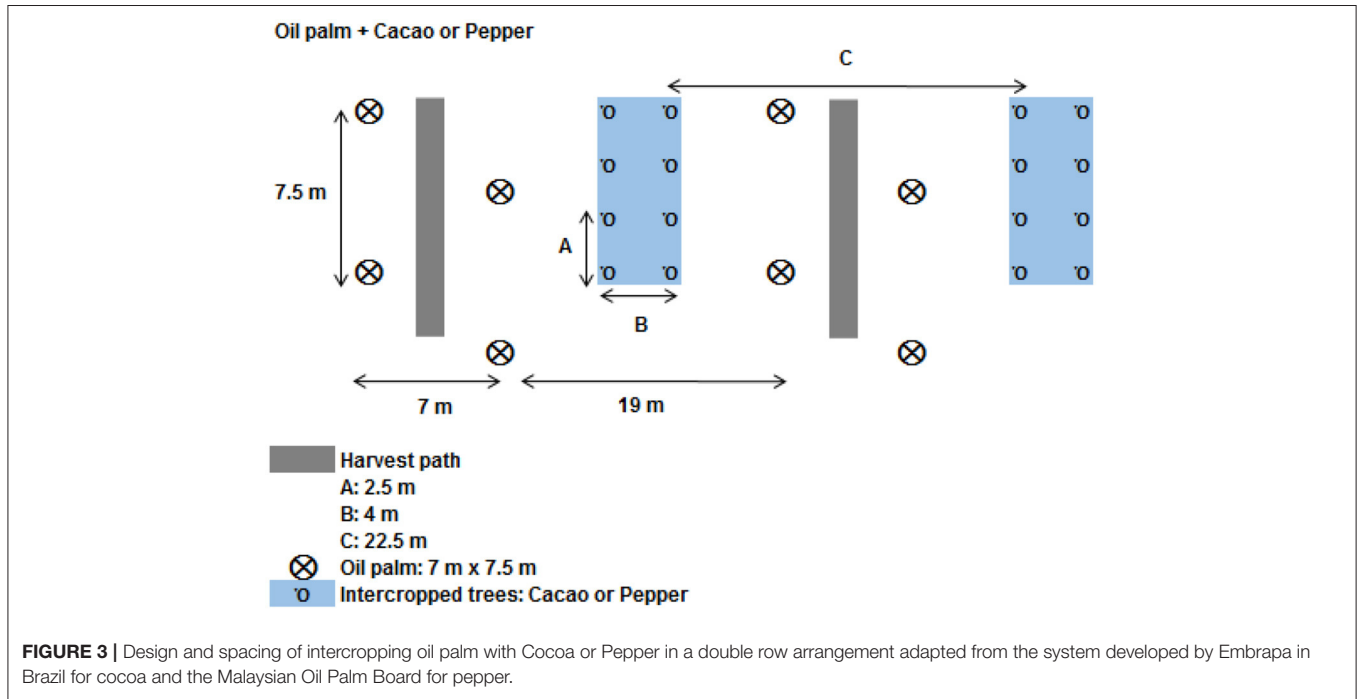 Oil palm + Cacao or Pepper
C
7.5 m
A
B
7 m
19 m
Harvest path
A: 2.5 m
B: 4 m
C: 22.5 m
Oil palm: 7 m x 7.5 m
'O Intercropped trees: Cacao or Pepper
FIGURE 3 | Design and spacing of intercropping oil palm with Cocoa or Pepper in a double row arrangement adapted from the system developed by Embrapa in
Brazil for cocoa and the Malaysian Oil Palm Board for pepper.